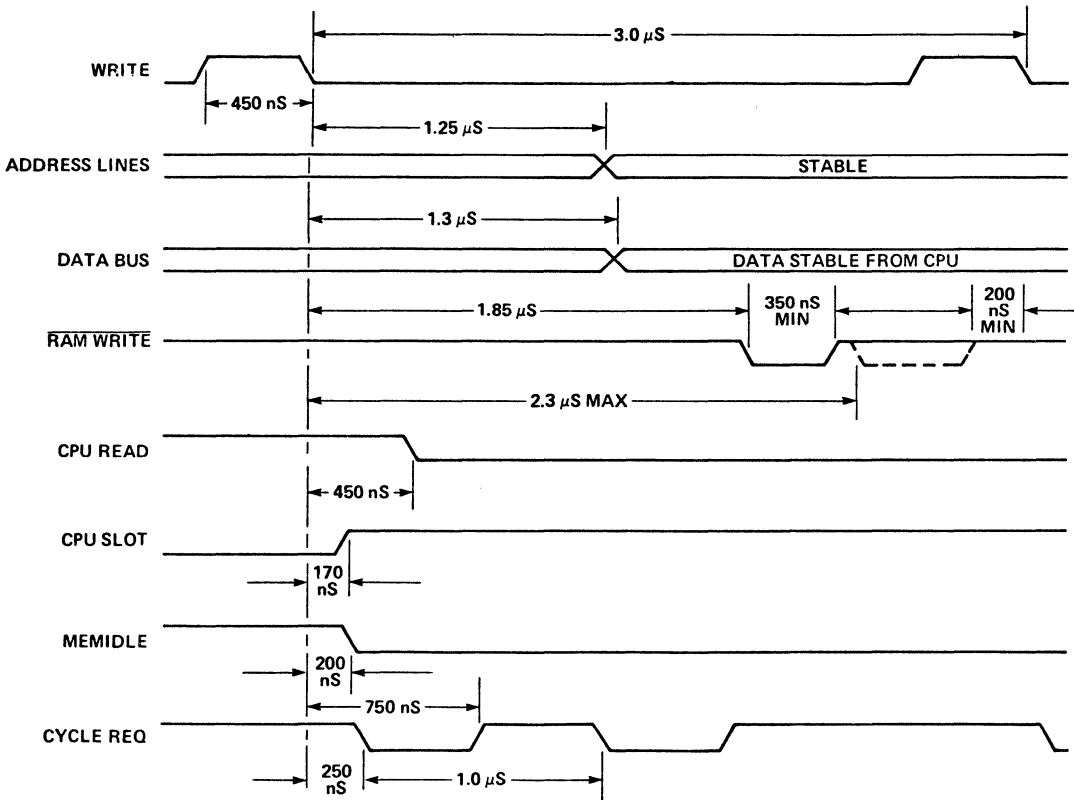 3.0 µS
WRITE
450 nS
1.25 µS
ADDRESS LINES
STABLE
1.3 µS
DATA BUS
DATA STABLE FROM CPU
1.85 µS
350 nS
MIN
200
nS
MIN
RAM WRITE
2.3 µS MAX
CPU READ
450 nS
CPU SLOT
170
nS
MEMIDLE
200
nS
750 nS
CYCLE REQ
250
nS
1.0 µS